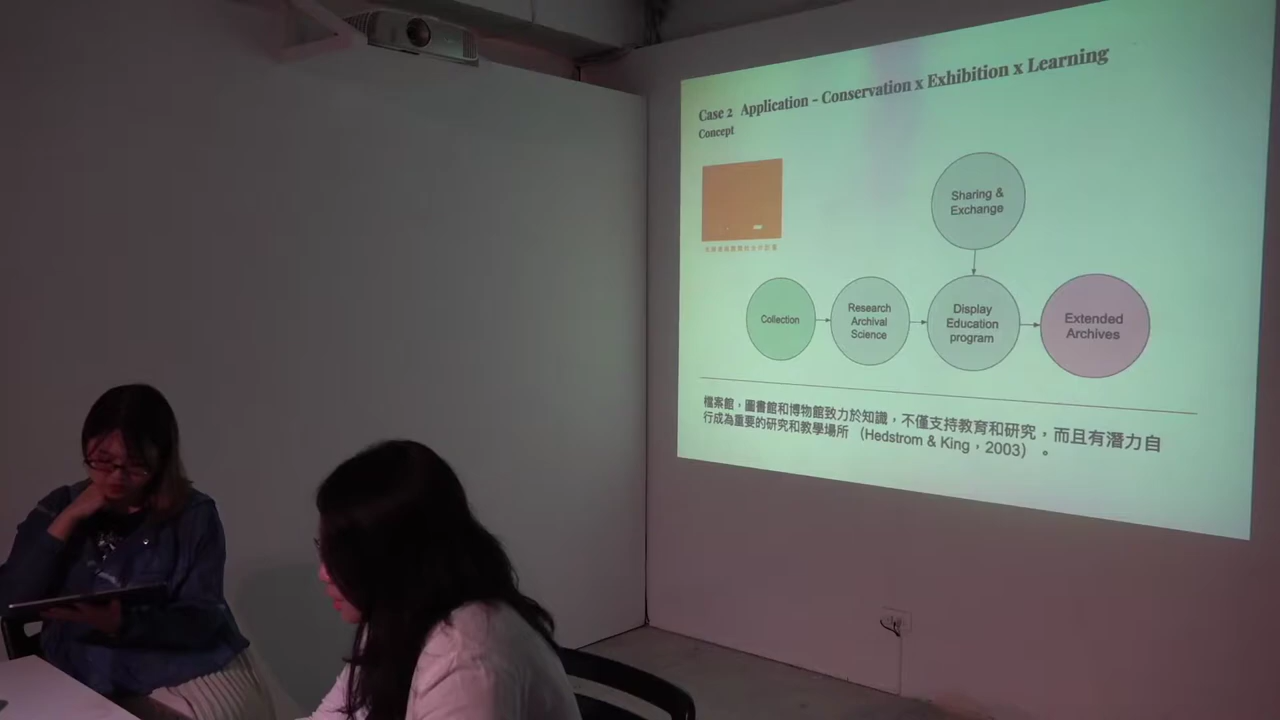 Case 2 Application - Conservation x Exhibition x Learning
Concept
Sharing &
Exchange
Collection
Research
Archival
Science
Display
Education
program
Extended
Archives
檔案館，圖書館和博物館致力於知識，不僅支持教育和研究，而且有潛力自
行成為重要的研究和教學場所 （Hedstrom & King，2003）。